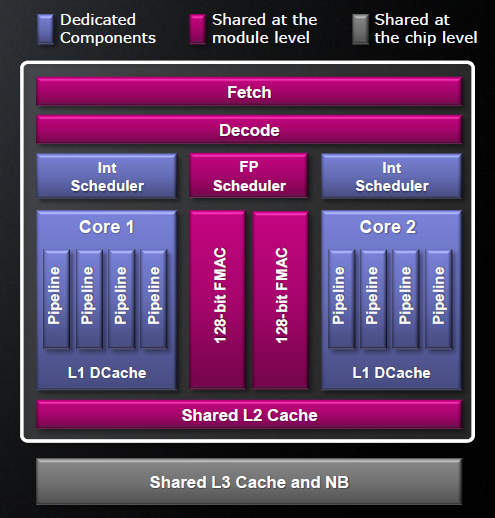 Dedicated
Components
Shared at the
module level
Shared at
the chip level
Fetch
Decode
Int
Scheduler
FP
Scheduler
Int
Scheduler
Core 1
Pipeline
Pipeline
Pipeline
Pipeline
L1 DCache
128-bit FMAC
128-bit FMAC
Core 2
Pipeline
Pipeline
Pipeline
Pipeline
L1 DCache
Shared L2 Cache
Shared L3 Cache and NB